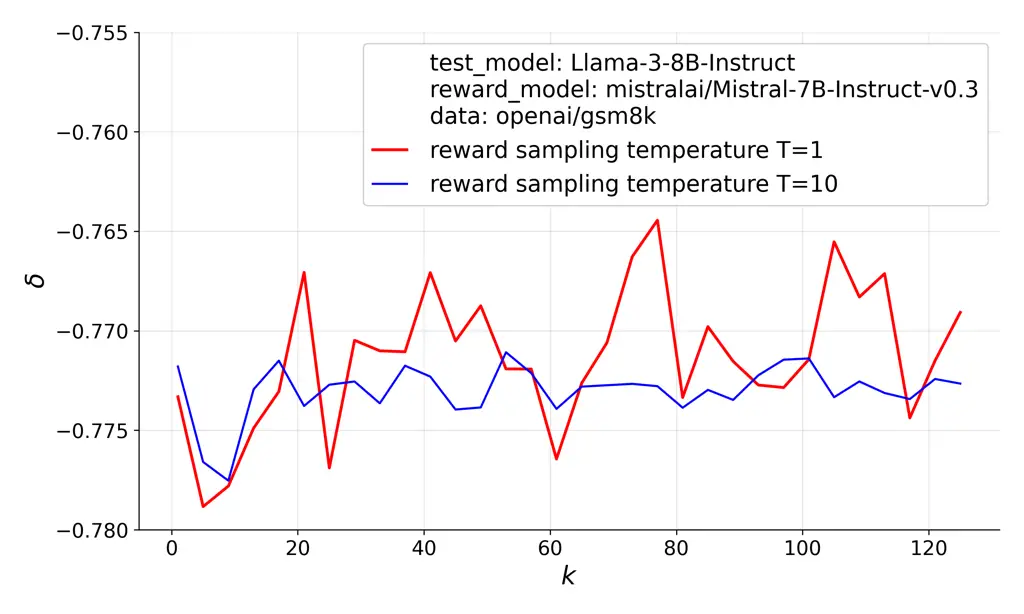 −0.755
−0.760
−0.765
−0.770
−0.775
−0.780
δ
test_model: Llama-3-8B-Instruct
reward_model: mistralai/Mistral-7B-Instruct-v0.3
data: openai/gsm8k
reward sampling temperature T=1
reward sampling temperature T=10
0 20 40 60 80 100 120
k